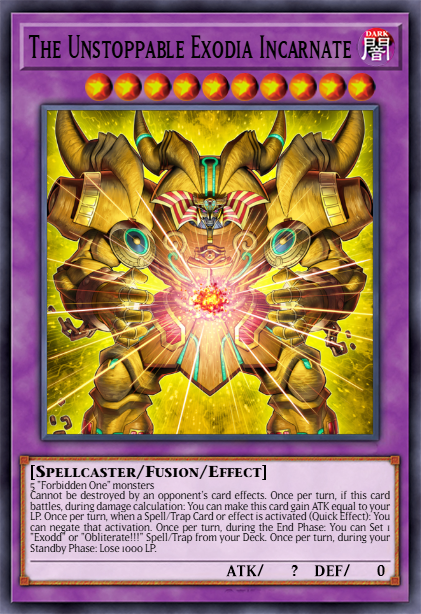 The Unstoppable Exodia Incarnate
DARK
闇
[Spellcaster/Fusion/Effect]
5 "Forbidden One" monsters
Cannot be destroyed by an opponent's card effects. Once per turn, if this card
battles, during damage calculation: You can make this card gain ATK equal to your
LP. Once per turn, when a Spell/Trap Card or effect is activated (Quick Effect): You
can negate that activation. Once per turn, during the End Phase: You can Set 1
"Exodd" or "Obliterate!!!" Spell/Trap from your Deck. Once per turn, during your
Standby Phase: Lose 1000 LP.
ATK/ ? DEF/ 0